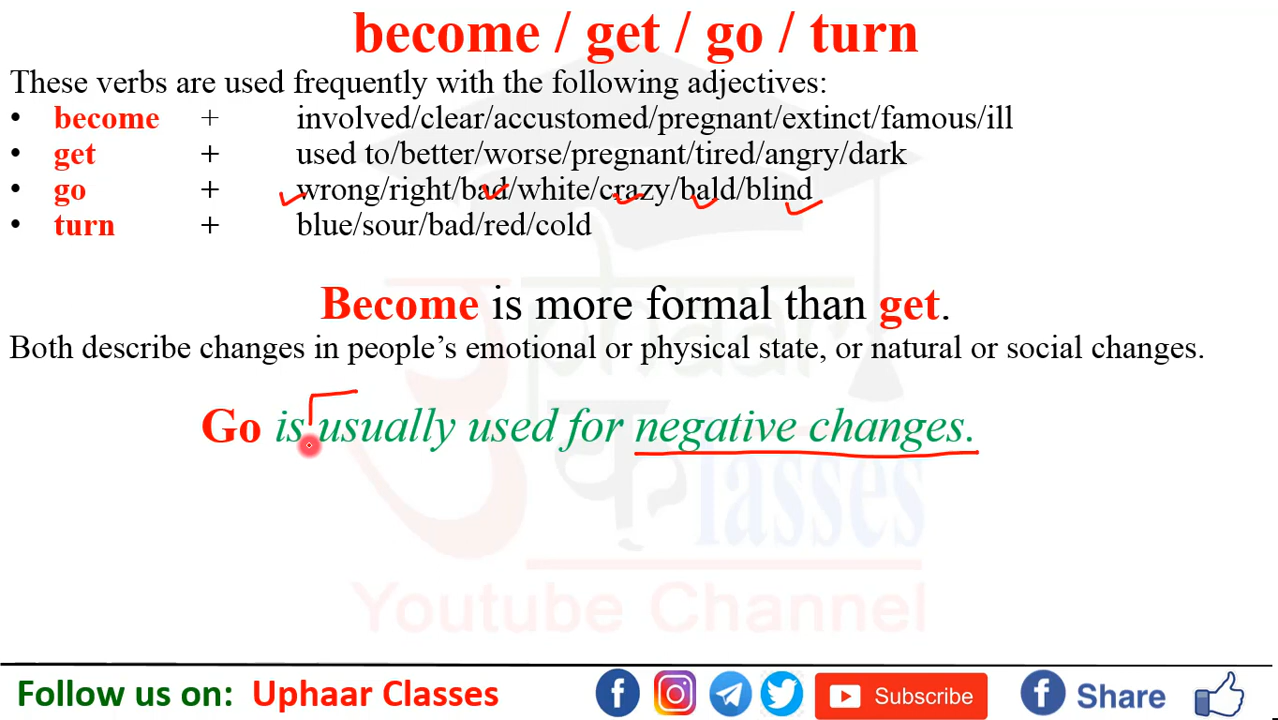 become / get / go / turn
These verbs are used frequently with the following adjectives:
• become + involved/clear/accustomed/pregnant/extinct/famous/ill
• get + used to/better/worse/pregnant/tired/angry/dark
• go + wrong/right/bad/white/crazy/bald/blind
• turn + blue/sour/bad/red/cold
Become is more formal than get.
Both describe changes in people's emotional or physical state, or natural or social changes.
Go is usually used for negative changes.
Youtube Channel
Follow us on: Uphaar Classes Subscribe Share